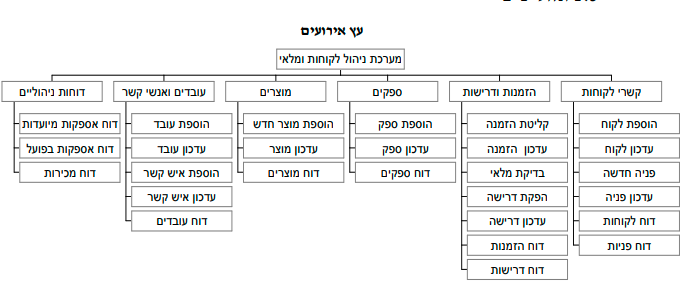 עץ אירועים
מערכת ניהול לקוחות ומלאי
קשרי לקוחות
הוספת לקוח
עדכון לקוח
פניה חדשה
עדכון פניה
דוח לקוחות
דוח פניות
הזמנות ודרישות
קליטת הזמנה
עדכון הזמנה
בדיקת מלאי
הפקת דרישה
עדכון דרישה
דוח הזמנות
דוח דרישות
ספקים
הוספת ספק
עדכון ספק
דוח ספקים
מוצרים
הוספת מוצר חדש
עדכון מוצר
דוח מוצרים
עובדים ואנשי קשר
הוספת עובד
עדכון עובד
הוספת איש קשר
עדכון איש קשר
דוח עובדים
דוחות ניהוליים
דוח אספקות מיועדות
דוח אספקות בפועל
דוח מכירות